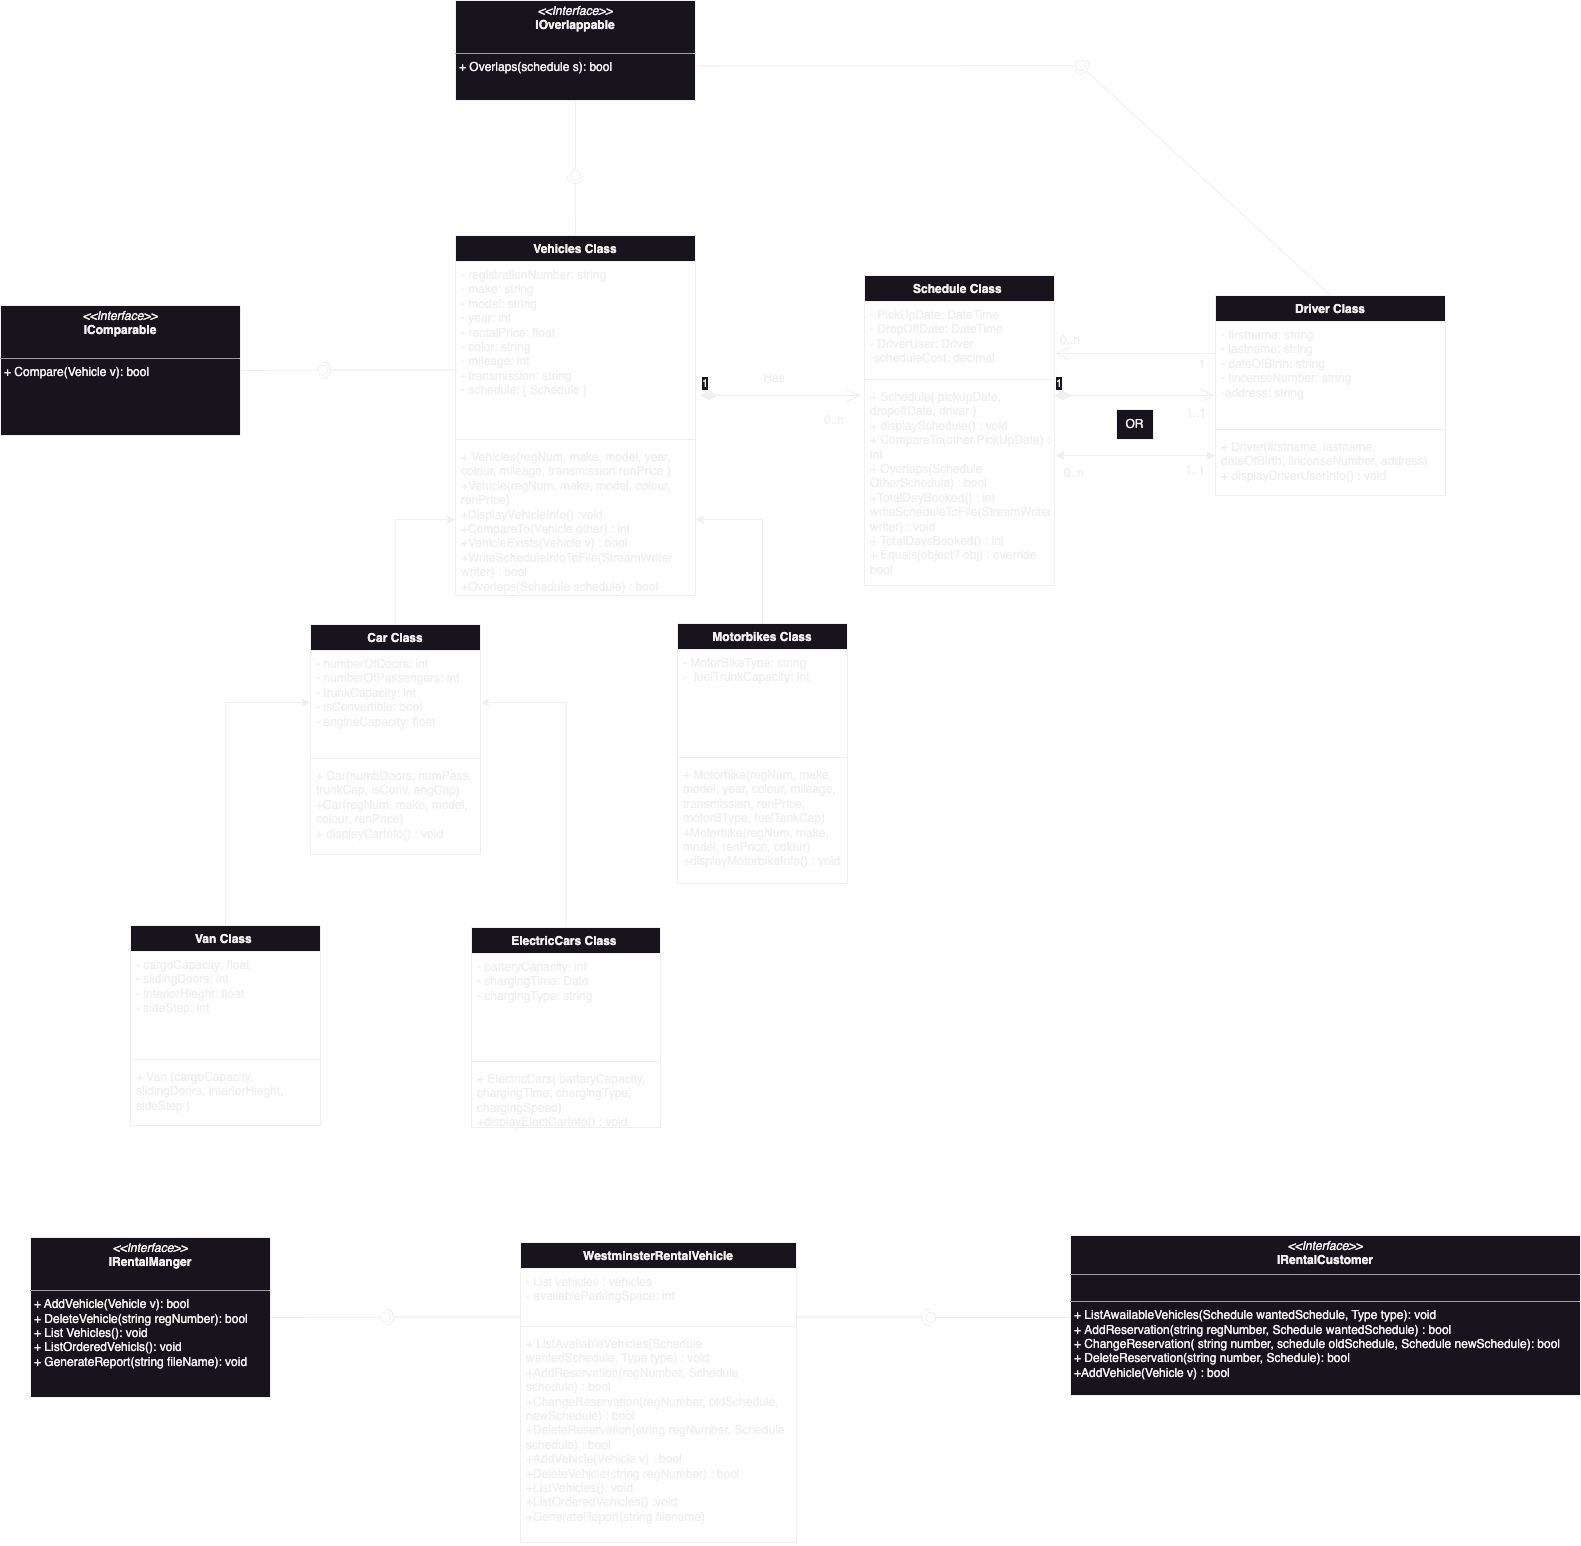 <<Interface>>
IOverlappable
+ Overlaps(schedule s): bool
Vehicles Class
- registrationNumber: string
- make: string
- model: string
- year: int
- rentalPrice: float
- color: string
- mileage: int
- transmission: string
- schedule: [ Schedule ]
+ Vehicles(regNum, make, model, year,
colour, mileage, transmission renPrice )
+Vehicle(regNum, make, model, colour,
renPrice)
+DisplayVehicleInfo() :void
+CompareTo(Vehicle other) : int
+VehicleExists(Vehicle v) : bool
+WriteScheduleInfoToFile(StreamWriter
writer) : bool
+Overlaps(Schedule schedule) : bool
<<Interface>>
IComparable
+ Compare(Vehicle v): bool
1
Has
0..n
Schedule Class
- PickUpDate: DateTime
- DropOffDate: DateTime
- DriverUser: Driver
-scheduleCost: decimal
+ Schedule( pickupDate,
dropoffDate, driver )
+ displaySchedule() : void
+ CompareTo(other.PickUpDate) :
int
+ Overlaps(Schedule
OtherSchedule) : bool
+TotalDayBooked() : int
writeScheduleToFile(StreamWriter
writer) : void
+ TotalDaysBooked() : int
+ Equals(object? obj) : override
bool
0..n
1
1
1..1
OR
0..n
1..1
Driver Class
- firstname: string
- lastname: string
- dateOfBirth: string
- lincenseNumber: string
-address: string
+ Driver(firstname, lastname,
dateOfBirth, lincenseNumber, address)
+ displayDriverUserInfo() : void
Car Class
- numberOfDoors: int
- numberOfPassengers: int
- trunkCapacity: int
- isConvertible: bool
- engineCapacity: float
+ Car(numbDoors, numPass,
trunkCap, isConv, engCap)
+Car(regNum, make, model,
colour, renPrice)
+ displayCarInfo() : void
Motorbikes Class
- MotorBikeType: string
- fuelTrunkCapacity: int
+ Motorbike(regNum, make,
model, year, colour, mileage,
transmission, renPrice,
motorBType, fuelTankCap)
+Motorbike(regNum, make,
model, renPrice, colour)
+displayMotorbikeInfo() : void
Van Class
- cargoCapacity: float
- slidingDoors: int
- interiorHieght: float
- sideStep: int
+ Van (cargoCapacity,
slidingDoors, interiorHieght,
sideStep )
ElectricCars Class
- batteryCapacity: int
- chargingTime: Date
- chargingType: string
+ ElectricCars( batteryCapacity,
chargingTime, chargingType,
chargingSpeed)
+displayElectCarInfo() : void
<<Interface>>
IRentalManger
+ AddVehicle(Vehicle v): bool
+ DeleteVehicle(string regNumber): bool
+ List Vehicles(): void
+ ListOrderedVehicls(): void
+ GenerateReport(string fileName): void
WestminsterRentalVehicle
- List vehicles : vehicles
- availableParkingSpace: int
+ ListAvailableVehicles(Schedule
wantedSchedule, Type type) : void
+AddReservation(regNumber, Schedule
schedule) : bool
+ChangeReservation(regNumber, oldSchedule,
newSchedule) : bool
+DeleteReservation(string regNumber, Schedule
schedule) : bool
+AddVehicle(Vehicle v) : bool
+DeleteVehicle(string regNumber) : bool
+ListVehicles(): void
+ListOrderedVehicles() :void
+GenerateReport(string filename)
<<Interface>>
IRentalCustomer
+ ListAwailableVehicles(Schedule wantedSchedule, Type type): void
+ AddReservation(string regNumber, Schedule wantedSchedule) : bool
+ ChangeReservation( string number, schedule oldSchedule, Schedule newSchedule): bool
+ DeleteReservation(string number, Schedule): bool
+AddVehicle(Vehicle v) : bool